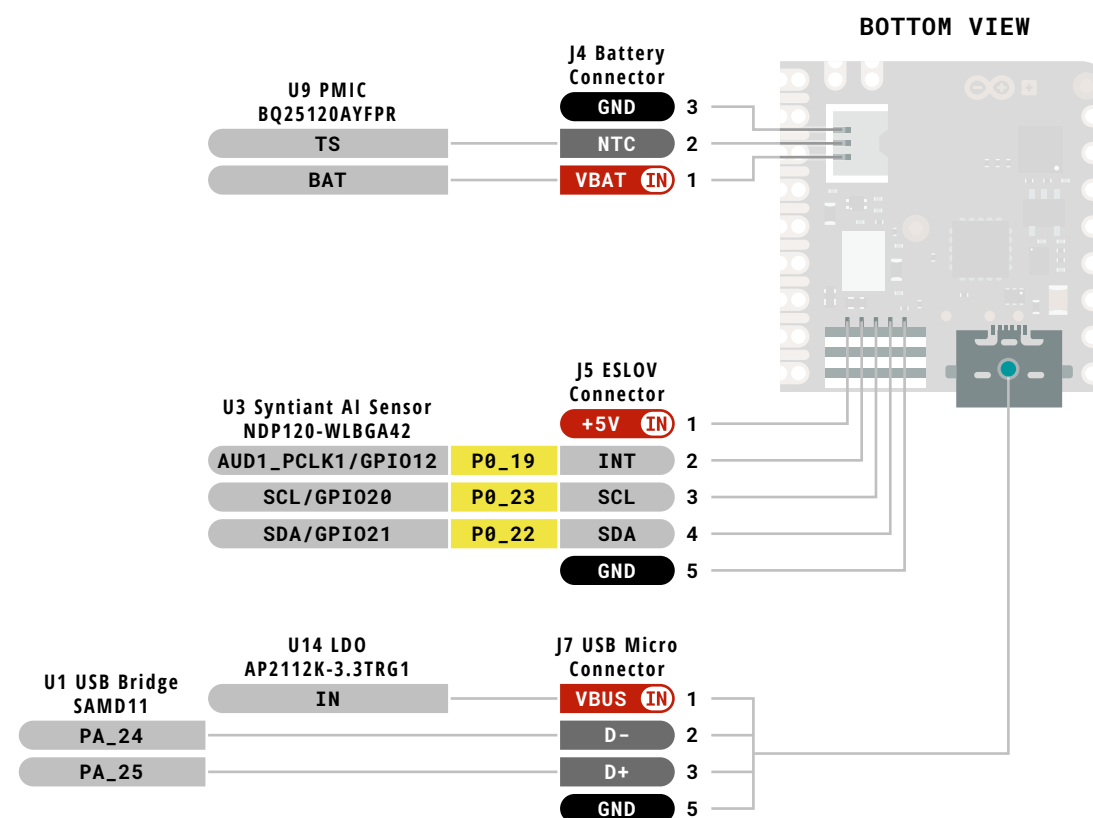 BOTTOM VIEW
J4 Battery
Connector
U9 PMIC
BQ25120AYFPR
GND 3
TS NTC 2
BAT VBAT IN 1
J5 ESLOV
Connector
U3 Syntiant AI Sensor
NDP120-WLBGA42
+5V IN 1
AUD1_PCLK1/GPIO12 P0_19 INT 2
SCL/GPIO20 P0_23 SCL 3
SDA/GPIO21 P0_22 SDA 4
GND 5
U14 LDO
AP2112K-3.3TRG1
J7 USB Micro
Connector
U1 USB Bridge
SAMD11
IN VBUS IN 1
PA_24 D- 2
PA_25 D+ 3
GND 5